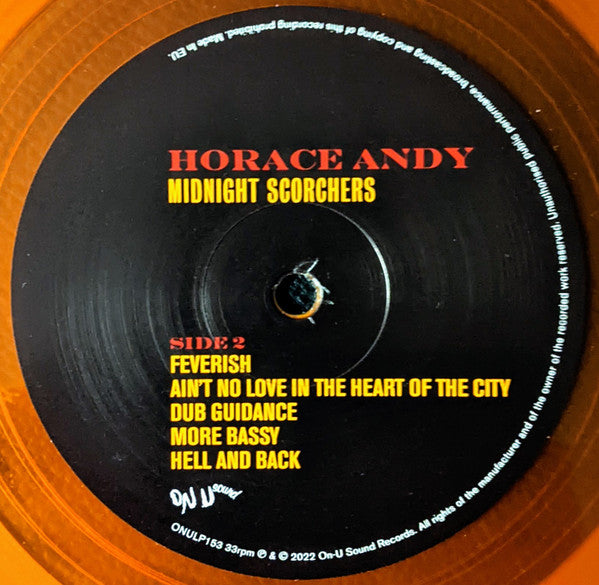 HORACE ANDY
MIDNIGHT SCORCHERS
SIDE 2
FEVERISH
AIN'T NO LOVE IN THE HEART OF THE CITY
DUB GUIDANCE
MORE BASSY
HELL AND BACK
ON U Sound
ONULP153 33rpm ℗ & © 2022 On-U Sound Records. All rights of the manufacturer and of the owner of the recorded work reserved. Unauthorised public performance, broadcasting and copying of this recording prohibited. Made in EU.